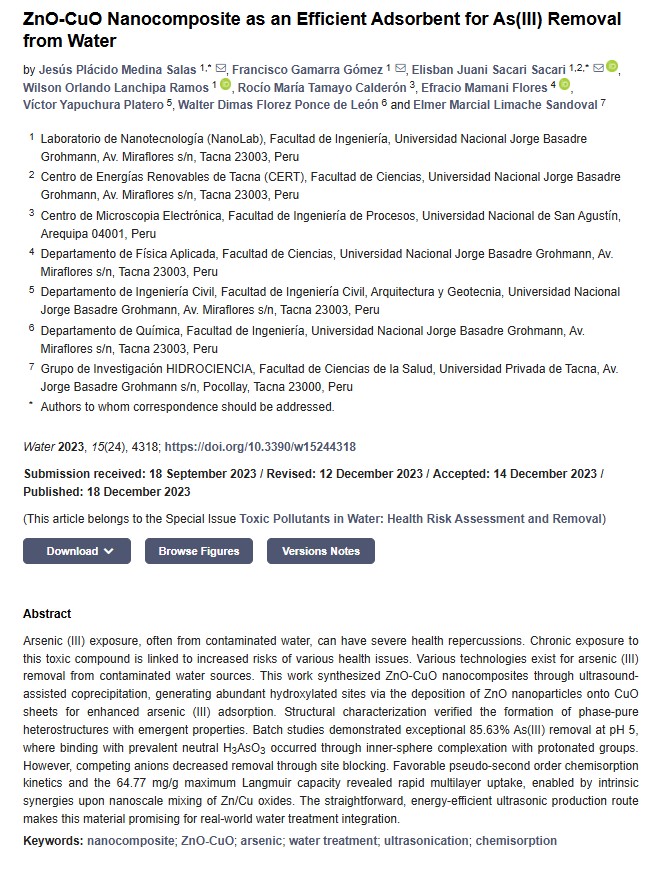 ZnO-CuO Nanocomposite as an Efficient Adsorbent for As(III) Removal
from Water
by Jesús Plácido Medina Salas 1,* , Francisco Gamarra Gómez 1 , Elisban Juani Sacari Sacari 1,2,* ,
Wilson Orlando Lanchipa Ramos 1 , Rocío María Tamayo Calderón 3, Efracio Mamani Flores 4 ,
Víctor Yapuchura Platero 5, Walter Dimas Florez Ponce de León 6 and Elmer Marcial Limache Sandoval 7
1 Laboratorio de Nanotecnología (NanoLab), Facultad de Ingeniería, Universidad Nacional Jorge Basadre
Grohmann, Av. Miraflores s/n, Tacna 23003, Peru
2 Centro de Energías Renovables de Tacna (CERT), Facultad de Ciencias, Universidad Nacional Jorge Basadre
Grohmann, Av. Miraflores s/n, Tacna 23003, Peru
3 Centro de Microscopia Electrónica, Facultad de Ingeniería de Procesos, Universidad Nacional de San Agustín,
Arequipa 04001, Peru
4 Departamento de Física Aplicada, Facultad de Ciencias, Universidad Nacional Jorge Basadre Grohmann, Av.
Miraflores s/n, Tacna 23003, Peru
5 Departamento de Ingeniería Civil, Facultad de Ingeniería Civil, Arquitectura y Geotecnia, Universidad Nacional
Jorge Basadre Grohmann, Av. Miraflores s/n, Tacna 23003, Peru
6 Departamento de Química, Facultad de Ingeniería, Universidad Nacional Jorge Basadre Grohmann, Av.
Miraflores s/n, Tacna 23003, Peru
7 Grupo de Investigación HIDROCIENCIA, Facultad de Ciencias de la Salud, Universidad Privada de Tacna, Av.
Jorge Basadre Grohmann s/n, Pocollay, Tacna 23000, Peru
* Authors to whom correspondence should be addressed.
Water 2023, 15(24), 4318; https://doi.org/10.3390/w15244318
Submission received: 18 September 2023 / Revised: 12 December 2023 / Accepted: 14 December 2023 /
Published: 18 December 2023
(This article belongs to the Special Issue Toxic Pollutants in Water: Health Risk Assessment and Removal)
Download Browse Figures Versions Notes
Abstract
Arsenic (III) exposure, often from contaminated water, can have severe health repercussions. Chronic exposure to
this toxic compound is linked to increased risks of various health issues. Various technologies exist for arsenic (III)
removal from contaminated water sources. This work synthesized ZnO-CuO nanocomposites through ultrasound-
assisted coprecipitation, generating abundant hydroxylated sites via the deposition of ZnO nanoparticles onto CuO
sheets for enhanced arsenic (III) adsorption. Structural characterization verified the formation of phase-pure
heterostructures with emergent properties. Batch studies demonstrated exceptional 85.63% As(III) removal at pH 5,
where binding with prevalent neutral H3AsO3 occurred through inner-sphere complexation with protonated groups.
However, competing anions decreased removal through site blocking. Favorable pseudo-second order chemisorption
kinetics and the 64.77 mg/g maximum Langmuir capacity revealed rapid multilayer uptake, enabled by intrinsic
synergies upon nanoscale mixing of Zn/Cu oxides. The straightforward, energy-efficient ultrasonic production route
makes this material promising for real-world water treatment integration.
Keywords: nanocomposite; ZnO-CuO; arsenic; water treatment; ultrasonication; chemisorption